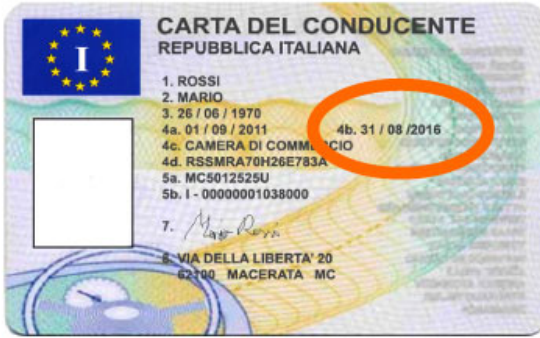 I
CARTA DEL CONDUCENTE
REPUBBLICA ITALIANA
1. ROSSI
2. MARIO
3. 26 / 06 / 1970
4a. 01 / 09 / 2011 4b. 31 / 08 /2016
4c. CAMERA DI COMMERCIO
4d. RSSMRA70H26E783A
5a. MC5012525U
5b. I - 00000001038000
7. Mario Rossi
8. VIA DELLA LIBERTA' 20
62100 MACERATA MC